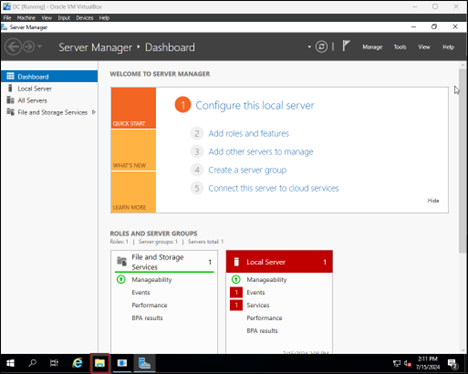 DC [Running] - Oracle VM VirtualBox
File Machine View Input Devices Help
Server Manager
Server Manager • Dashboard
Manage Tools View Help
Dashboard
Local Server
All Servers
File and Storage Services
WELCOME TO SERVER MANAGER
QUICK START
WHAT'S NEW
LEARN MORE
1 Configure this local server
2 Add roles and features
3 Add other servers to manage
4 Create a server group
5 Connect this server to cloud services
Hide
ROLES AND SERVER GROUPS
Roles: 1 | Server groups: 1 | Servers total: 1
File and Storage Services 1
Manageability
Events
Performance
BPA results
Local Server 1
Manageability
1 Events
1 Services
Performance
BPA results
3:11 PM
7/15/2024